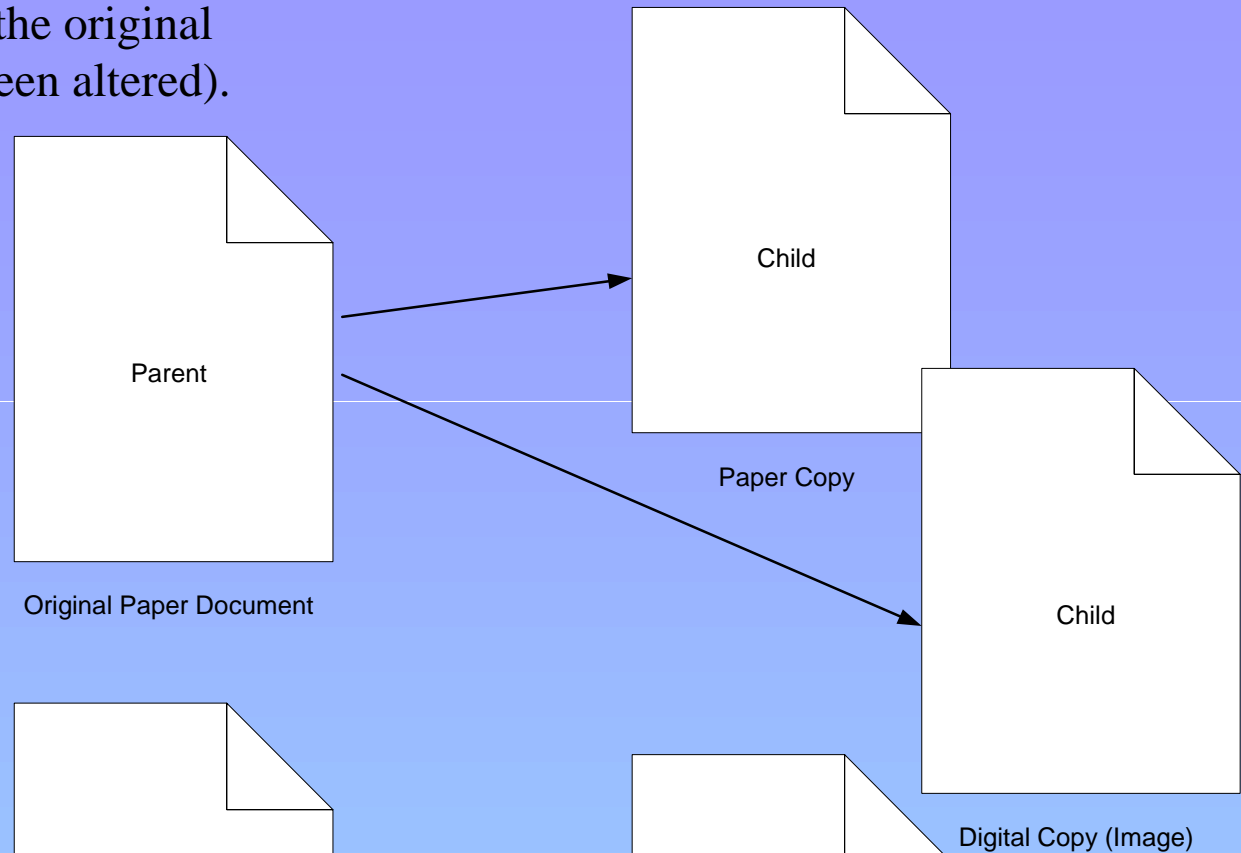 the original
een altered).
Child
Parent
Paper Copy
Original Paper Document
Child
Digital Copy (Image)